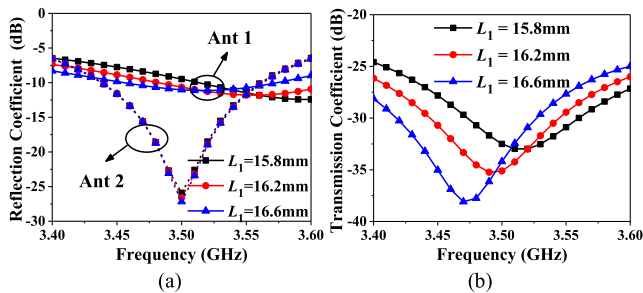 0
-5
-10
-15
-20
-25
-30
Reflection Coefficient (dB)
Ant 1
Ant 2
L1=15.8mm
L1=16.2mm
L1=16.6mm
3.40 3.45 3.50 3.55 3.60
Frequency (GHz)
(a)
-20
-25
-30
-35
-40
Transmission Coefficient (dB)
L1 = 15.8mm
L1 = 16.2mm
L1 = 16.6mm
3.40 3.45 3.50 3.55 3.60
Frequency (GHz)
(b)